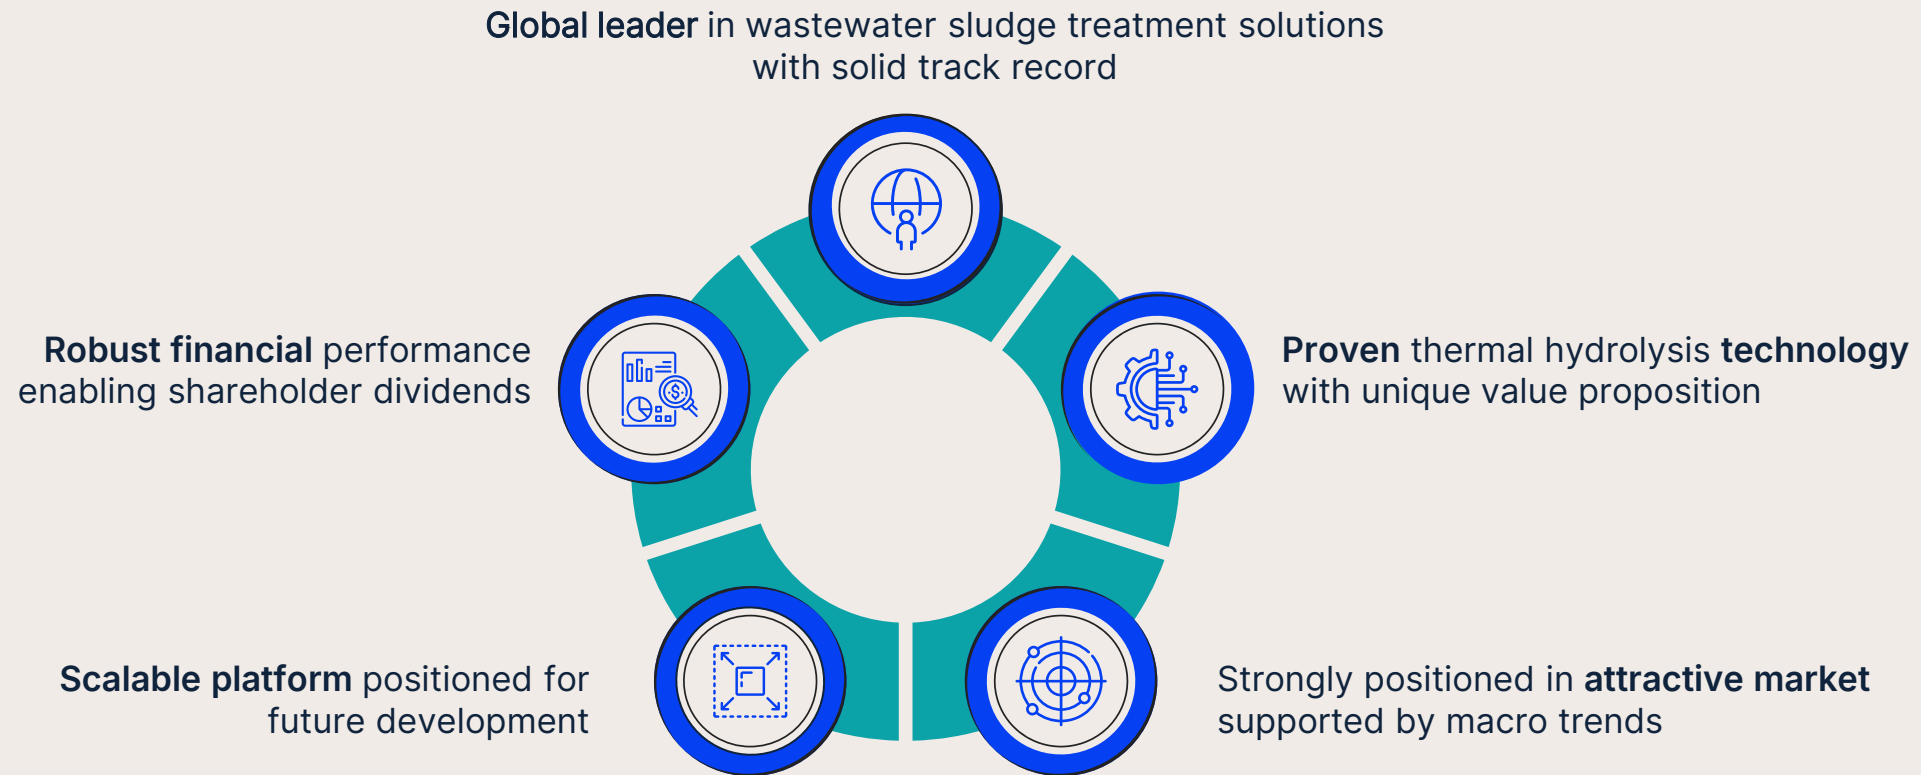 Global leader in wastewater sludge treatment solutions
with solid track record
Robust financial performance
enabling shareholder dividends
Proven thermal hydrolysis technology
with unique value proposition
Scalable platform positioned for
future development
Strongly positioned in attractive market
supported by macro trends